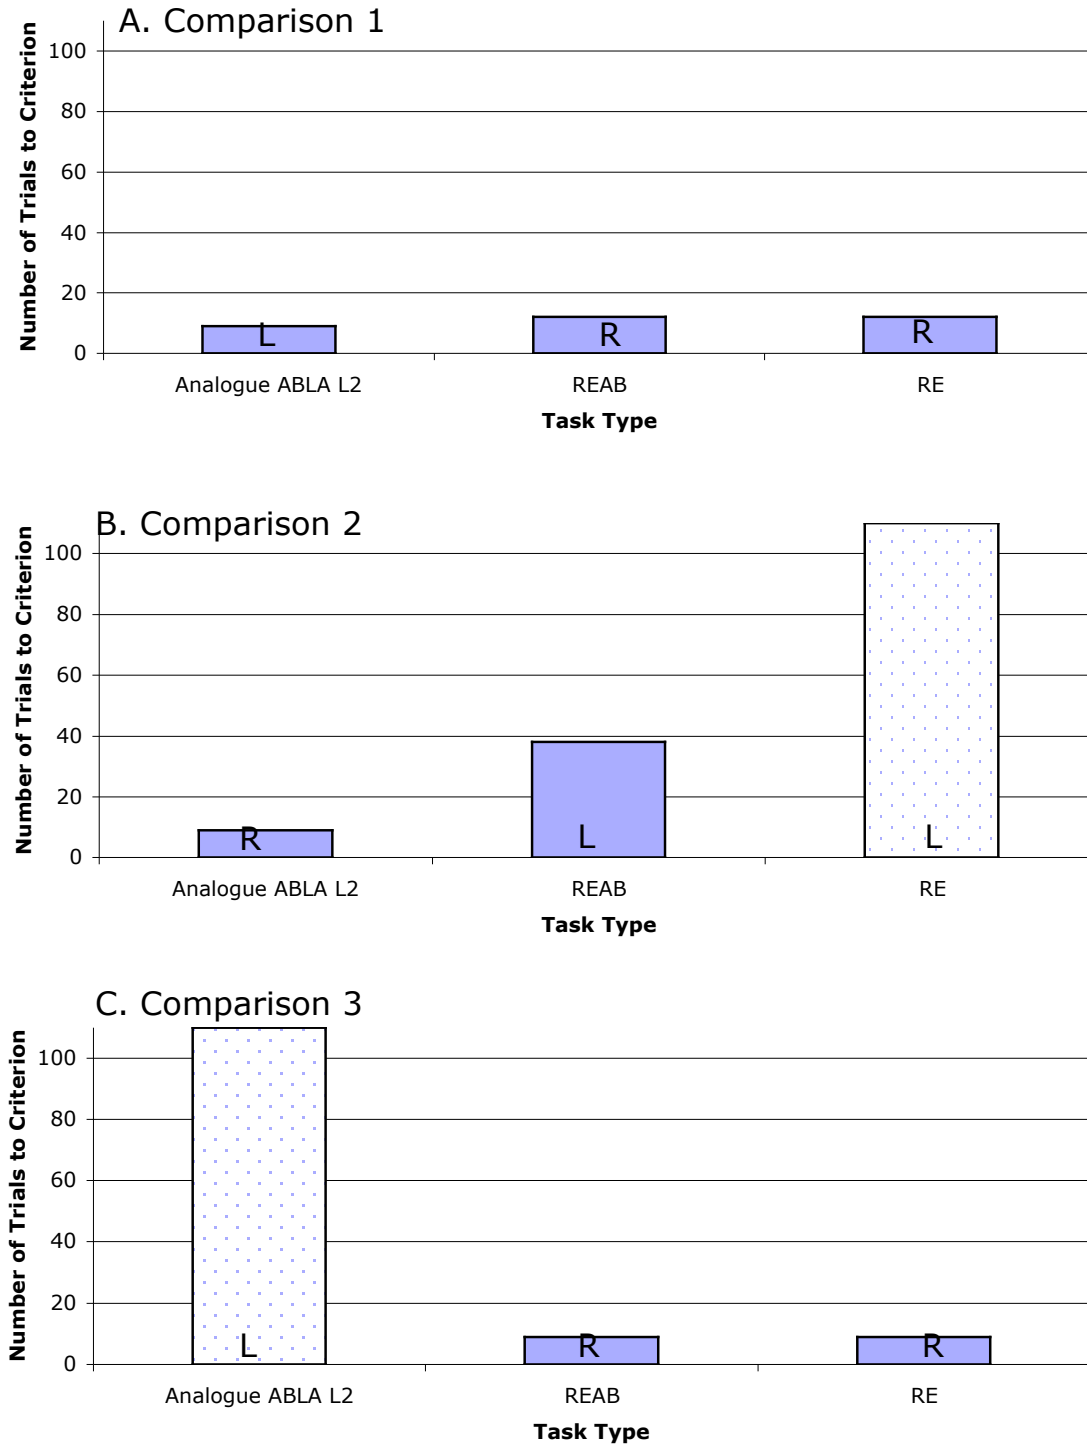 A. Comparison 1
Number of Trials to Criterion
100
80
60
40
20
0
L
R
R
Analogue ABLA L2
REAB
RE
Task Type
B. Comparison 2
Number of Trials to Criterion
100
80
60
40
20
0
R
L
L
Analogue ABLA L2
REAB
RE
Task Type
C. Comparison 3
Number of Trials to Criterion
100
80
60
40
20
0
L
R
R
Analogue ABLA L2
REAB
RE
Task Type